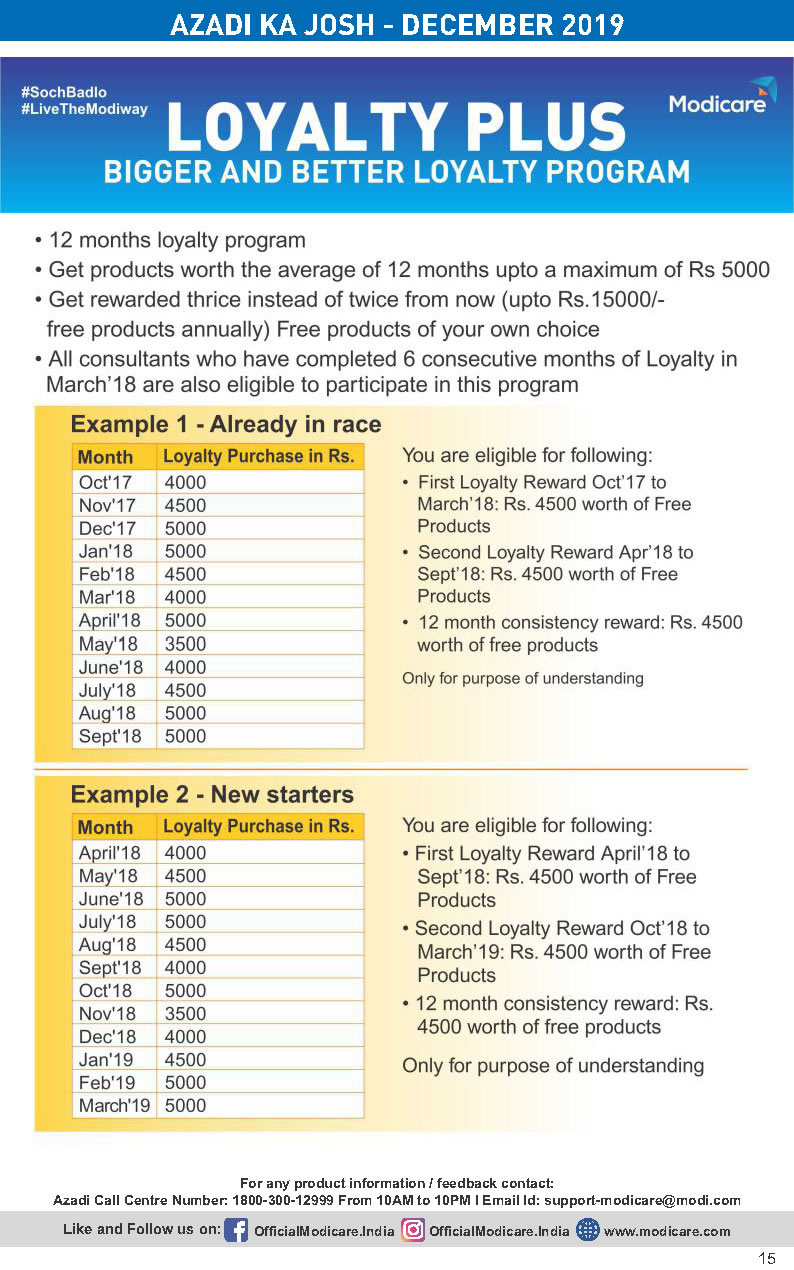 AZADI KA JOSH - DECEMBER 2019
#SochBadlo
#LiveTheModiway
Modicare
LOYALTY PLUS
BIGGER AND BETTER LOYALTY PROGRAM
• 12 months loyalty program
• Get products worth the average of 12 months upto a maximum of Rs 5000
• Get rewarded thrice instead of twice from now (upto Rs.15000/-
free products annually) Free products of your own choice
• All consultants who have completed 6 consecutive months of Loyalty in
March'18 are also eligible to participate in this program
Example 1 - Already in race
Month Loyalty Purchase in Rs.
Oct'17 4000
Nov'17 4500
Dec'17 5000
Jan'18 5000
Feb'18 4500
Mar'18 4000
April'18 5000
May'18 3500
June'18 4000
July'18 4500
Aug'18 5000
Sept'18 5000
You are eligible for following:
• First Loyalty Reward Oct'17 to
March'18: Rs. 4500 worth of Free
Products
• Second Loyalty Reward Apr'18 to
Sept'18: Rs. 4500 worth of Free
Products
• 12 month consistency reward: Rs. 4500
worth of free products
Only for purpose of understanding
Example 2 - New starters
Month Loyalty Purchase in Rs.
April'18 4000
May'18 4500
June'18 5000
July'18 5000
Aug'18 4500
Sept'18 4000
Oct'18 5000
Nov'18 3500
Dec'18 4000
Jan'19 4500
Feb'19 5000
March'19 5000
You are eligible for following:
• First Loyalty Reward April'18 to
Sept'18: Rs. 4500 worth of Free
Products
• Second Loyalty Reward Oct'18 to
March'19: Rs. 4500 worth of Free
Products
• 12 month consistency reward: Rs.
4500 worth of free products
Only for purpose of understanding
For any product information / feedback contact:
Azadi Call Centre Number: 1800-300-12999 From 10AM to 10PM I Email Id: support-modicare@modi.com
Like and Follow us on: OfficialModicare.India OfficialModicare.India www.modicare.com
15